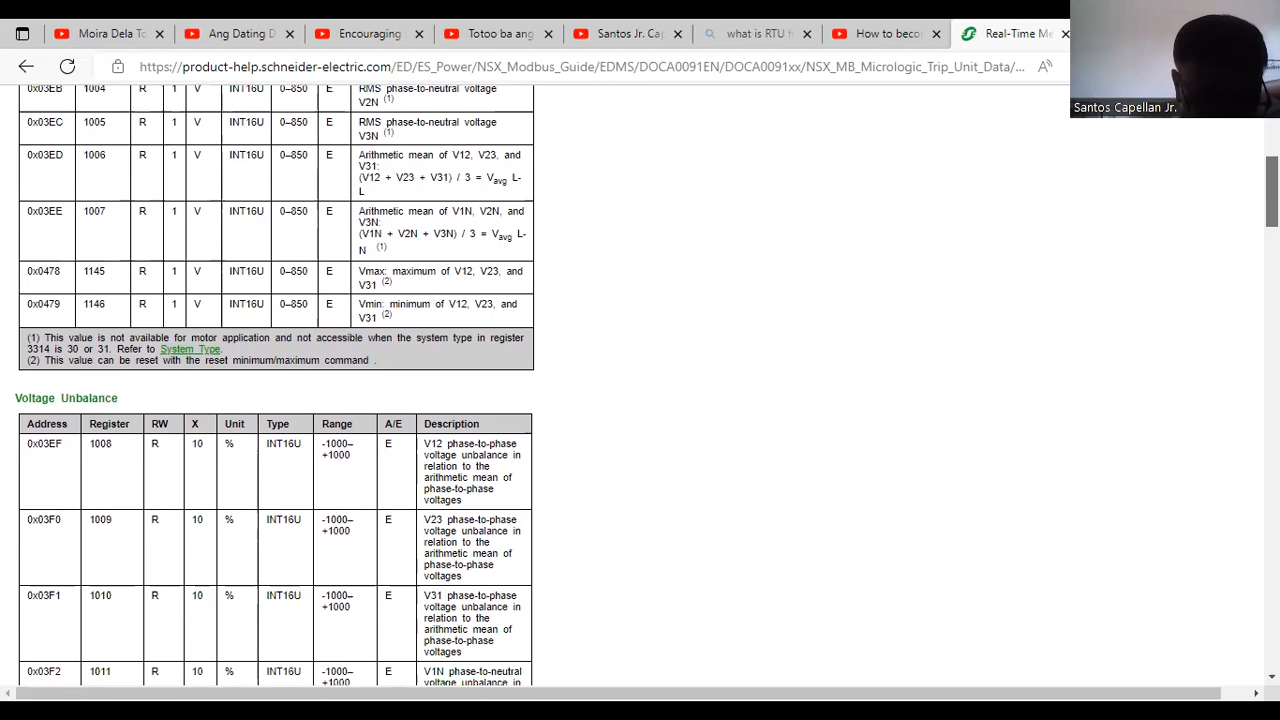 Moira Dela To
Ang Dating D
Encouraging
Totoo ba ang
Santos Jr. Cap
what is RTU f
How to beco
Real-Time Me
https://product-help.schneider-electric.com/ED/ES_Power/NSX_Modbus_Guide/EDMS/DOCA0091EN/DOCA0091xx/NSX_MB_Micrologic_Trip_Unit_Data/...
Santos Capellan Jr.
0x03EB 1004 R 1 V INT16U 0–850 E RMS phase-to-neutral voltage
V2N (1)
0x03EC 1005 R 1 V INT16U 0–850 E RMS phase-to-neutral voltage
V3N (1)
0x03ED 1006 R 1 V INT16U 0–850 E Arithmetic mean of V12, V23, and
V31:
(V12 + V23 + V31) / 3 = Vavg L-
L
0x03EE 1007 R 1 V INT16U 0–850 E Arithmetic mean of V1N, V2N, and
V3N:
(V1N + V2N + V3N) / 3 = Vavg L-
N (1)
0x0478 1145 R 1 V INT16U 0–850 E Vmax: maximum of V12, V23, and
V31 (2)
0x0479 1146 R 1 V INT16U 0–850 E Vmin: minimum of V12, V23, and
V31 (2)
(1) This value is not available for motor application and not accessible when the system type in register
3314 is 30 or 31. Refer to System Type.
(2) This value can be reset with the reset minimum/maximum command .
Voltage Unbalance
Address Register RW X Unit Type Range A/E Description
0x03EF 1008 R 10 % INT16U -1000– E V12 phase-to-phase
+1000 voltage unbalance in
relation to the
arithmetic mean of
phase-to-phase
voltages
0x03F0 1009 R 10 % INT16U -1000– E V23 phase-to-phase
+1000 voltage unbalance in
relation to the
arithmetic mean of
phase-to-phase
voltages
0x03F1 1010 R 10 % INT16U -1000– E V31 phase-to-phase
+1000 voltage unbalance in
relation to the
arithmetic mean of
phase-to-phase
voltages
0x03F2 1011 R 10 % INT16U -1000– E V1N phase-to-neutral
+1000 voltage unbalance in